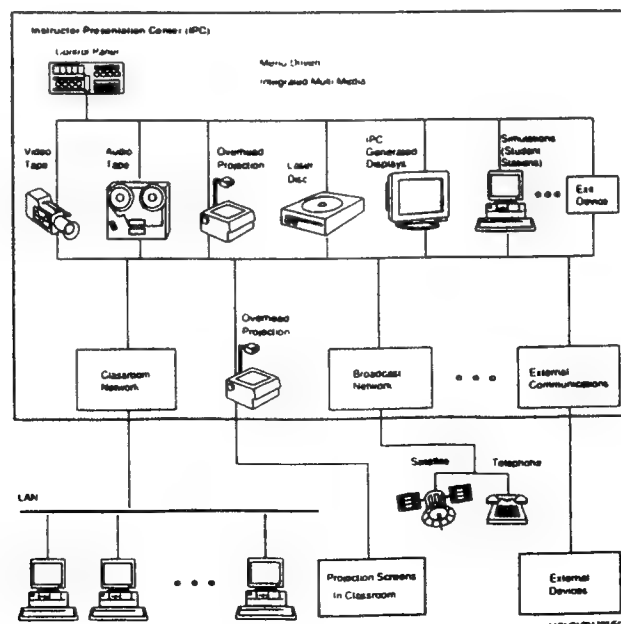 Instructor Presentation Center (IPC)
Control Panel
Menu Driven
Integrated Multi Media
Video
Tape
Audio
Tape
Overhead
Projection
Laser
Disc
IPC
Generated
Displays
Simulations
(Student
Stations)
Exit
Device
Overhead
Projection
Classroom
Network
Broadcast
Network
External
Communications
Satellite
Telephone
LAN
Projection Screens
In Classroom
External
Devices